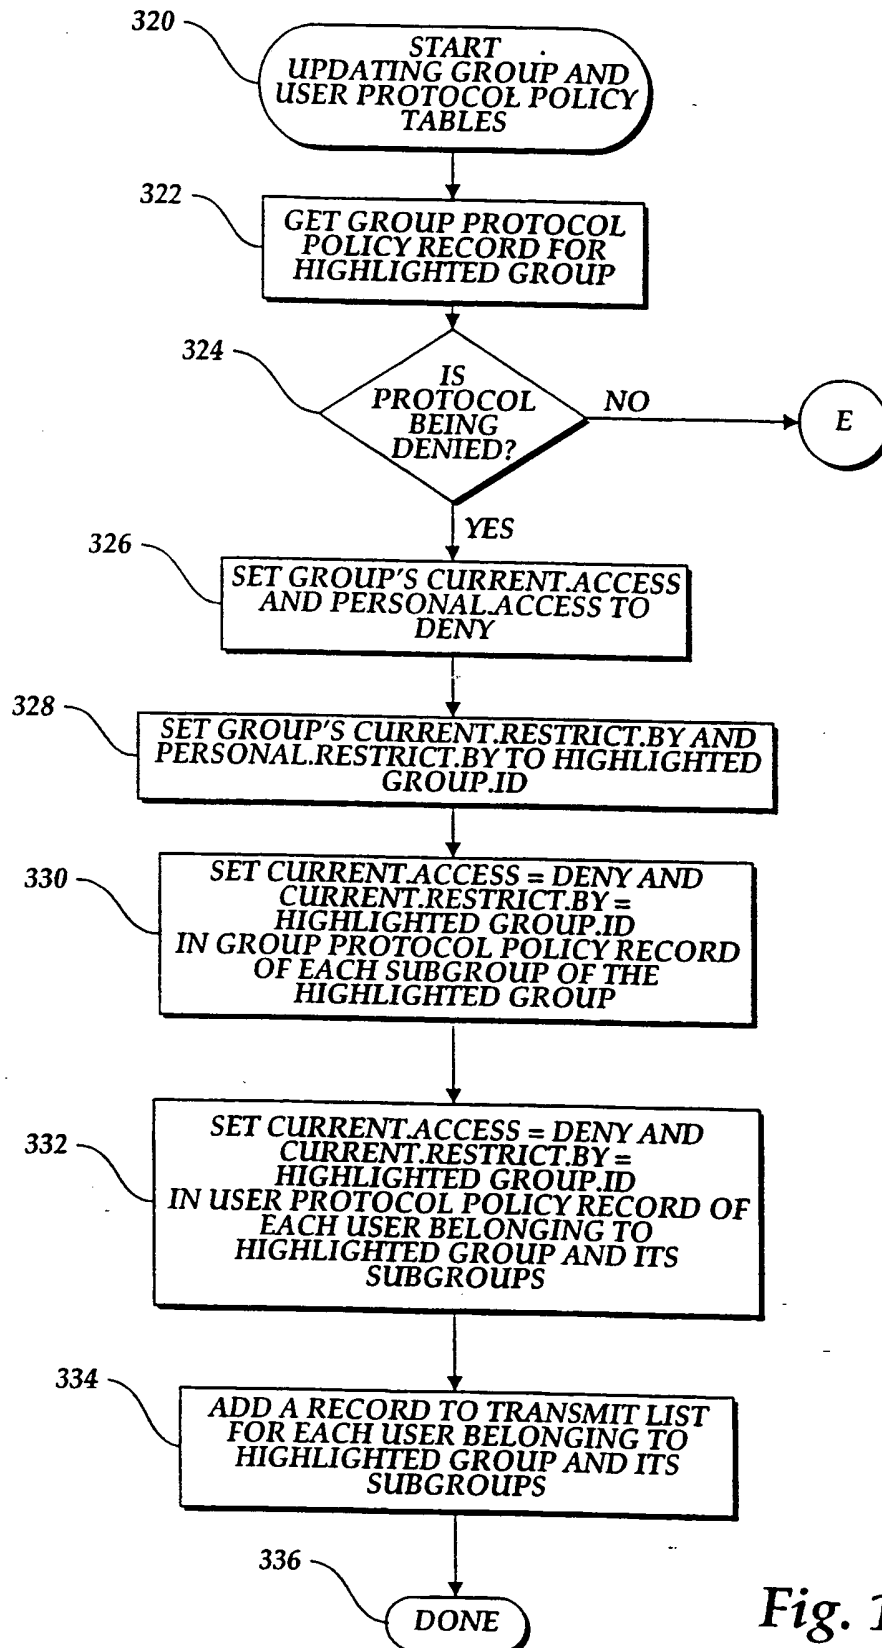 320
START
UPDATING GROUP AND
USER PROTOCOL POLICY
TABLES
322
GET GROUP PROTOCOL
POLICY RECORD FOR
HIGHLIGHTED GROUP
324
IS
PROTOCOL
BEING
DENIED?
NO
E
YES
326
SET GROUP'S CURRENT.ACCESS
AND PERSONAL.ACCESS TO
DENY
328
SET GROUP'S CURRENT.RESTRICT.BY AND
PERSONAL.RESTRICT.BY TO HIGHLIGHTED
GROUP.ID
330
SET CURRENT.ACCESS = DENY AND
CURRENT.RESTRICT.BY =
HIGHLIGHTED GROUP.ID
IN GROUP PROTOCOL POLICY RECORD
OF EACH SUBGROUP OF THE
HIGHLIGHTED GROUP
332
SET CURRENT.ACCESS = DENY AND
CURRENT.RESTRICT.BY =
HIGHLIGHTED GROUP.ID
IN USER PROTOCOL POLICY RECORD OF
EACH USER BELONGING TO
HIGHLIGHTED GROUP AND ITS
SUBGROUPS
334
ADD A RECORD TO TRANSMIT LIST
FOR EACH USER BELONGING TO
HIGHLIGHTED GROUP AND ITS
SUBGROUPS
336
DONE
Fig. 1